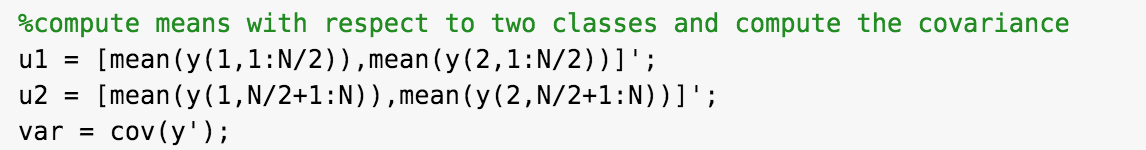 %compute means with respect to two classes and compute the covariance
u1 = [mean(y(1,1:N/2)),mean(y(2,1:N/2))]';
u2 = [mean(y(1,N/2+1:N)),mean(y(2,N/2+1:N))]';
var = cov(y');